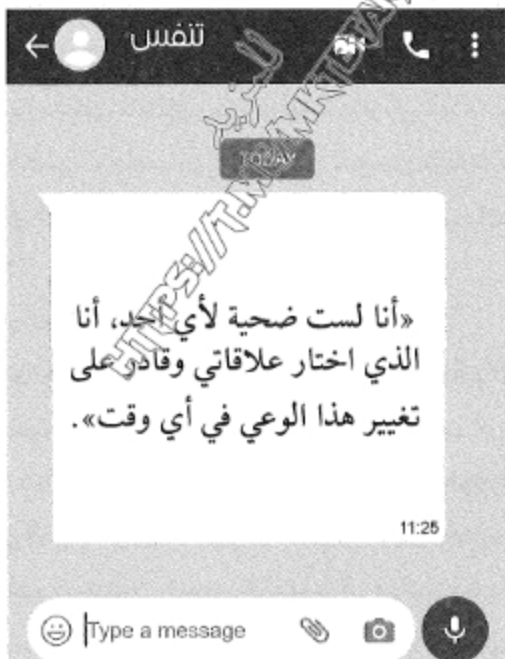 تنفس
للمزيد
TODAY
«أنا لست ضحية لأي أحد، أنا
الذي اختار علاقاتي وقادر على
تغيير هذا الوعي في أي وقت».
11:25
Type a message